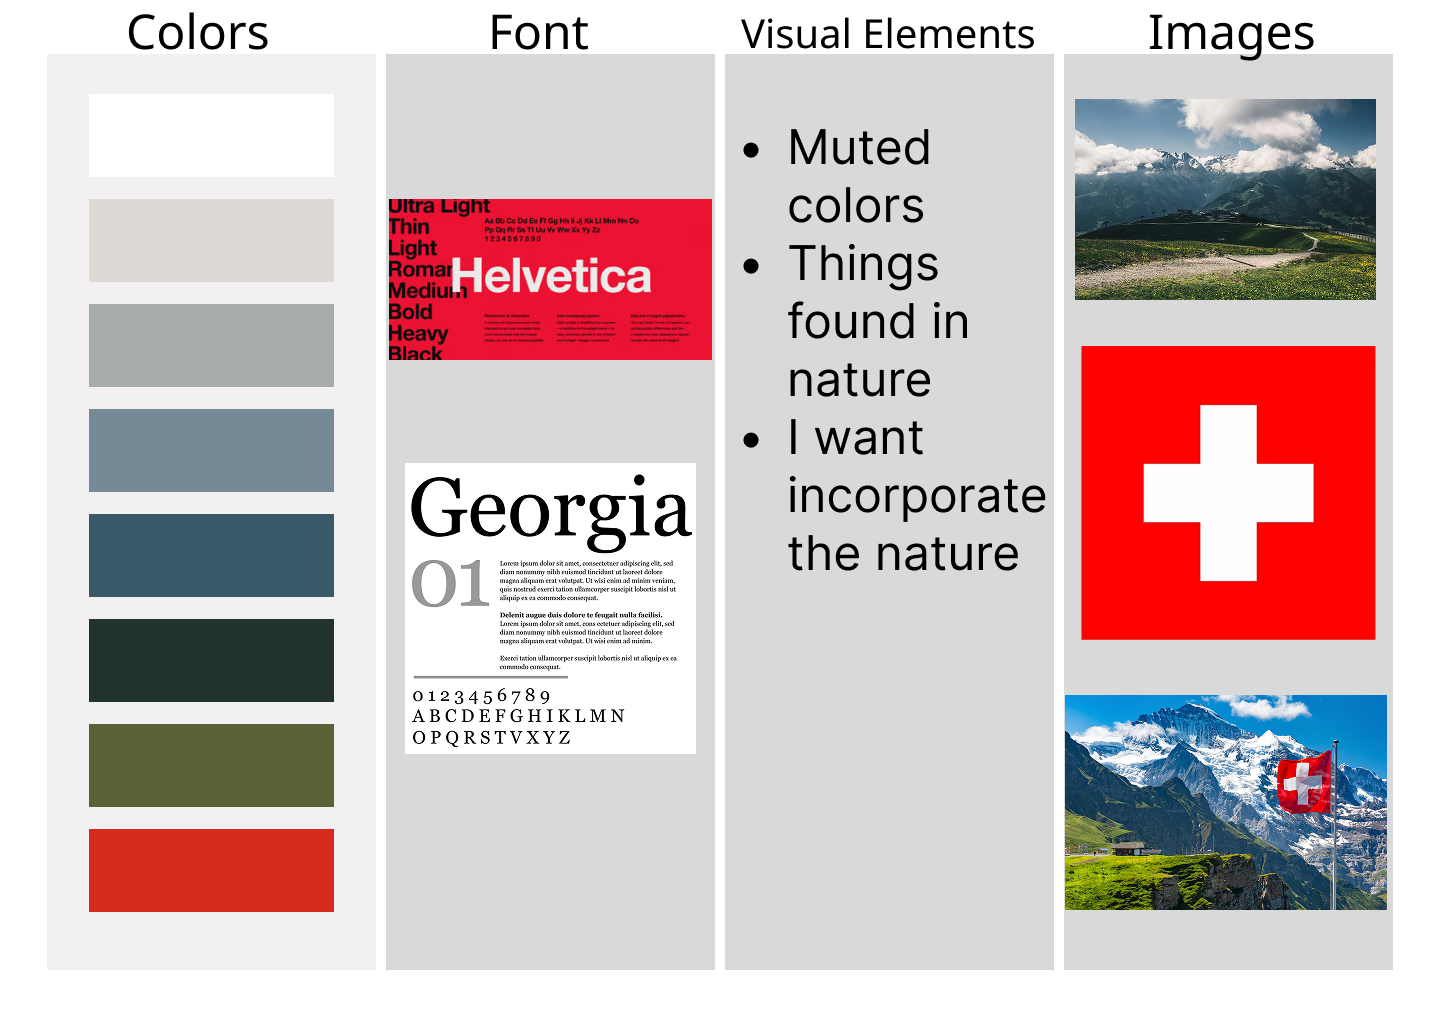 Colors
Font
Visual Elements
Images
Ultra Light
Thin
Light
Roman
Medium
Bold
Heavy
Black
Aa Bb Cc Dd Ee Ff Gg Hh Ii Jj Kk Ll Mm Nn Oo
Pp Qq Rr Ss Tt Uu Vv Ww Xx Yy Zz
1234567890
Helvetica
Georgia
01
Lorem ipsum dolor sit amet, consectetuer adipiscing elit, sed
diam nonummy nibh euismod tincidunt ut laoreet dolore
magna aliquam erat volutpat. Ut wisi enim ad minim veniam,
quis nostrud exerci tation ullamcorper suscipit lobortis nisl ut
aliquip ex ea commodo consequat.
Delenit augue duis dolore te feugait nulla facilisi.
Lorem ipsum dolor sit amet, cons ectetuer adipiscing elit, sed
diam nonummy nibh euismod tincidunt ut laoreet dolore
magna aliquam erat volutpat. Ut wisi enim ad minim.
Exerci tation ullamcorper suscipit lobortis nisl ut aliquip ex ea
commodo consequat.
0123456789
ABCDEFGHIKLMN
OPQRSTVXYZ
• Muted
colors
• Things
found in
nature
• I want
incorporate
the nature